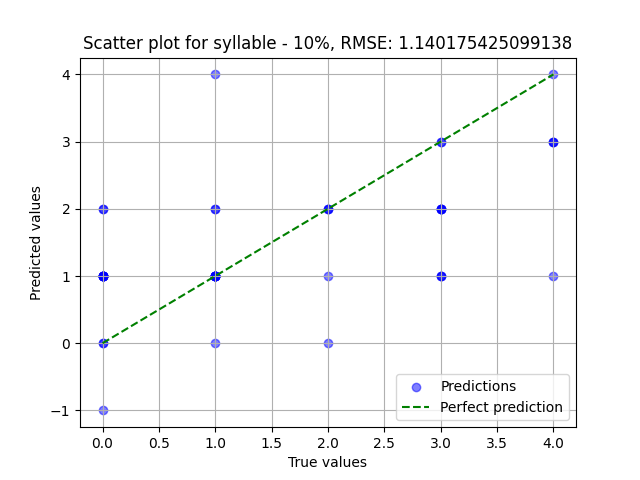 Scatter plot for syllable - 10%, RMSE: 1.140175425099138
Predicted values
4
3
2
1
0
−1
0.0 0.5 1.0 1.5 2.0 2.5 3.0 3.5 4.0
True values
Predictions
Perfect prediction